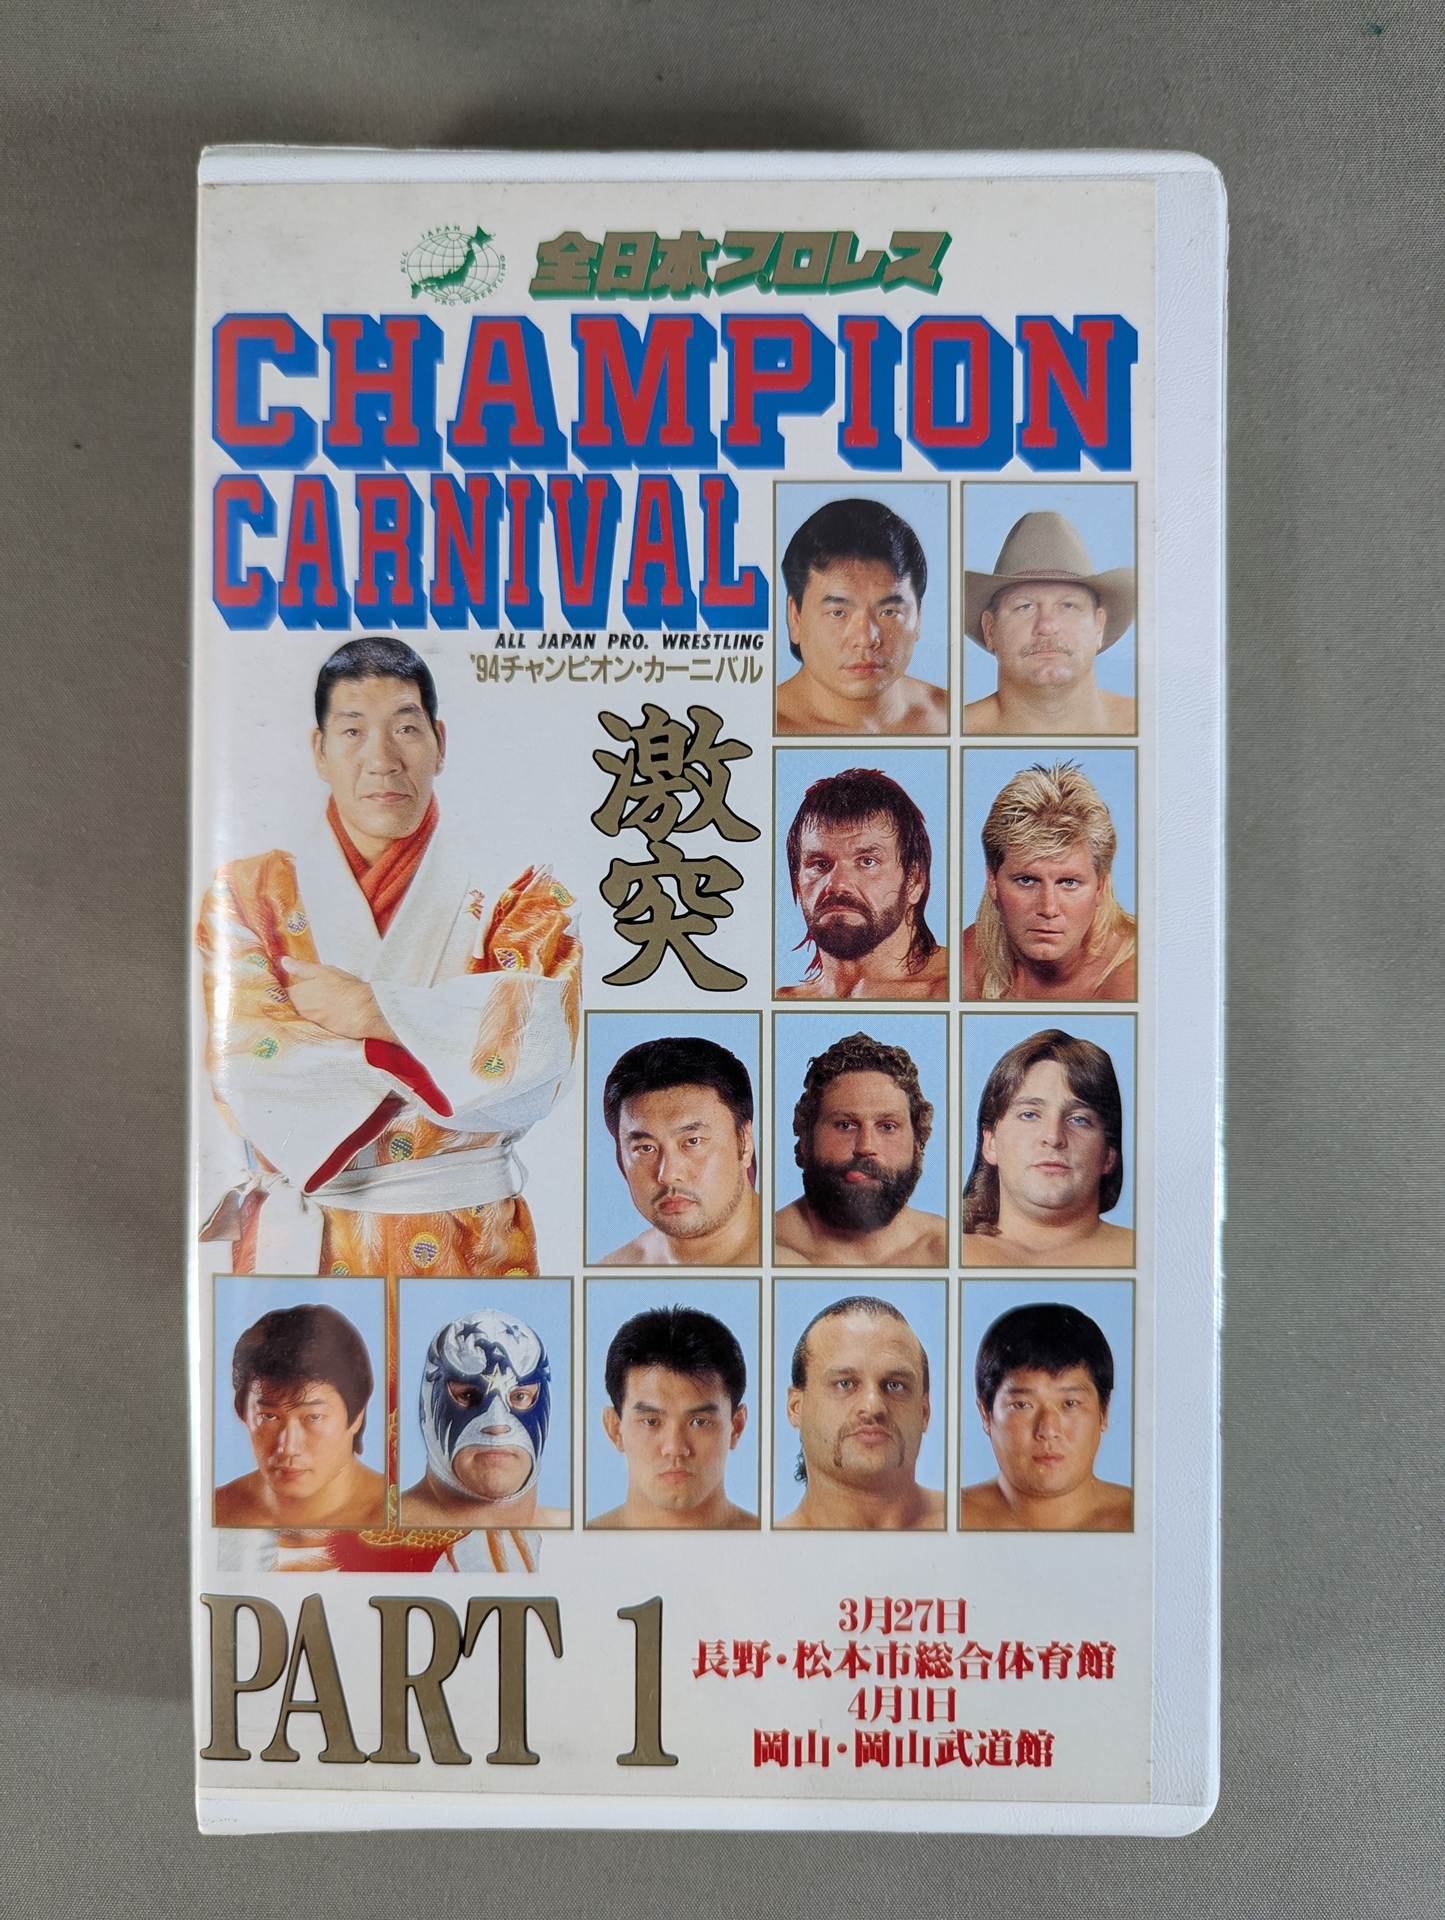 ALL JAPAN PRO. WRESTLING
全日本プロレス
CHAMPION
CARNIVAL
ALL JAPAN PRO. WRESTLING
'94チャンピオン・カーニバル
激突
PART 1
3月27日
長野・松本市総合体育館
4月1日
岡山・岡山武道館